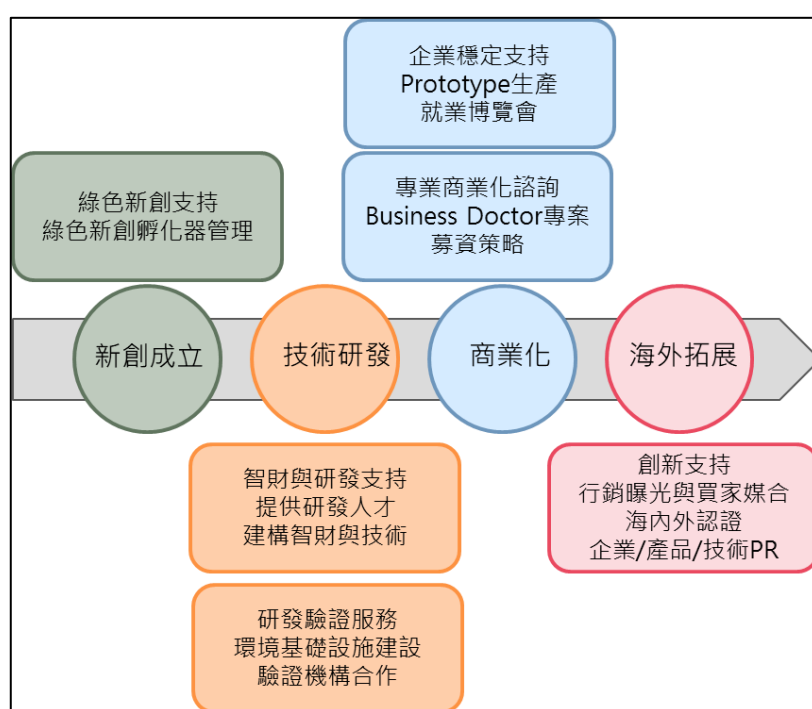 企業穩定支持
Prototype生產
就業博覽會
綠色新創支持
綠色新創孵化器管理
專業商業化諮詢
Business Doctor專案
募資策略
新創成立
技術研發
商業化
海外拓展
智財與研發支持
提供研發人才
建構智財與技術
創新支持
行銷曝光與買家媒合
海內外認證
企業/產品/技術PR
研發驗證服務
環境基礎設施建設
驗證機構合作